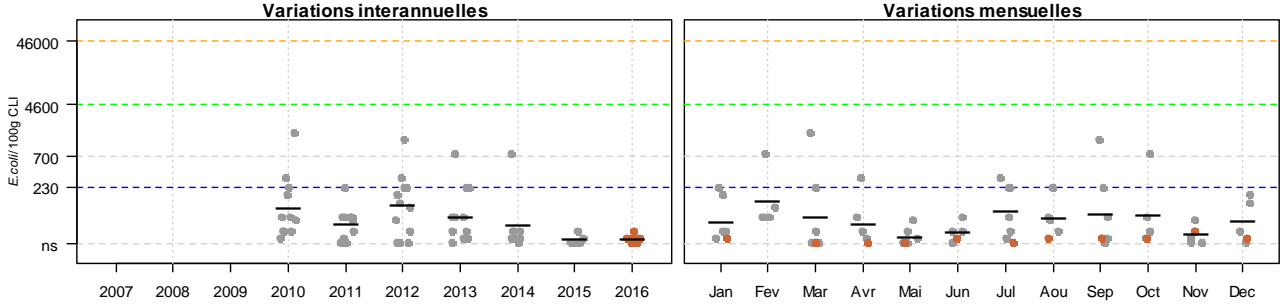 Variations interannuelles
Variations mensuelles
E.coli/100g CLI
46000
4600
700
230
ns
2007 2008 2009 2010 2011 2012 2013 2014 2015 2016
Jan Fev Mar Avr Mai Jun Jul Aou Sep Oct Nov Dec